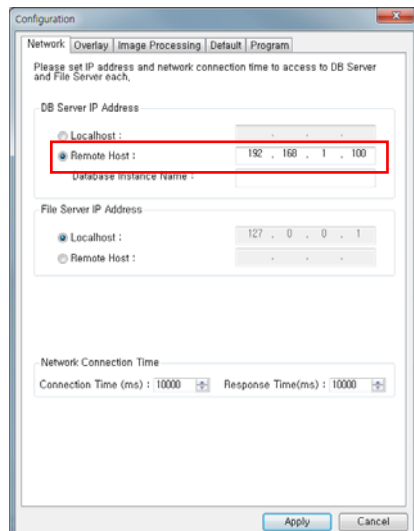 Configuration
Network Overlay Image Processing Default Program
Please set IP address and network connection time to access to DB Server
and File Server each,
DB Server IP Address
Localhost :
Remote Host : 192 . 168 . 1 . 100
Database Instance Name :
File Server IP Address
Localhost : 127 . 0 . 0 . 1
Remote Host :
Network Connection Time
Connection Time (ms) : 10000 Response Time(ms) : 10000
Apply Cancel